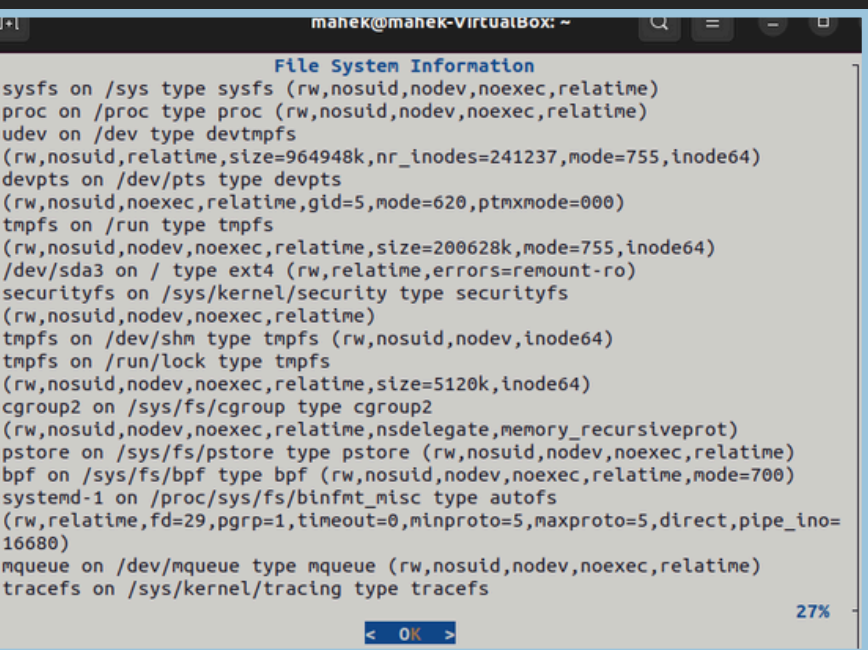 mahek@mahek-VirtualBox: ~
File System Information
sysfs on /sys type sysfs (rw,nosuid,nodev,noexec,relatime)
proc on /proc type proc (rw,nosuid,nodev,noexec,relatime)
udev on /dev type devtmpfs
(rw,nosuid,relatime,size=964948k,nr_inodes=241237,mode=755,inode64)
devpts on /dev/pts type devpts
(rw,nosuid,noexec,relatime,gid=5,mode=620,ptmxmode=000)
tmpfs on /run type tmpfs
(rw,nosuid,nodev,noexec,relatime,size=200628k,mode=755,inode64)
/dev/sda3 on / type ext4 (rw,relatime,errors=remount-ro)
securityfs on /sys/kernel/security type securityfs
(rw,nosuid,nodev,noexec,relatime)
tmpfs on /dev/shm type tmpfs (rw,nosuid,nodev,inode64)
tmpfs on /run/lock type tmpfs
(rw,nosuid,nodev,noexec,relatime,size=5120k,inode64)
cgroup2 on /sys/fs/cgroup type cgroup2
(rw,nosuid,nodev,noexec,relatime,nsdelegate,memory_recursiveprot)
pstore on /sys/fs/pstore type pstore (rw,nosuid,nodev,noexec,relatime)
bpf on /sys/fs/bpf type bpf (rw,nosuid,nodev,noexec,relatime,mode=700)
systemd-1 on /proc/sys/fs/binfmt_misc type autofs
(rw,relatime,fd=29,pgrp=1,timeout=0,minproto=5,maxproto=5,direct,pipe_ino=
16680)
mqueue on /dev/mqueue type mqueue (rw,nosuid,nodev,noexec,relatime)
tracefs on /sys/kernel/tracing type tracefs
27%
< OK >